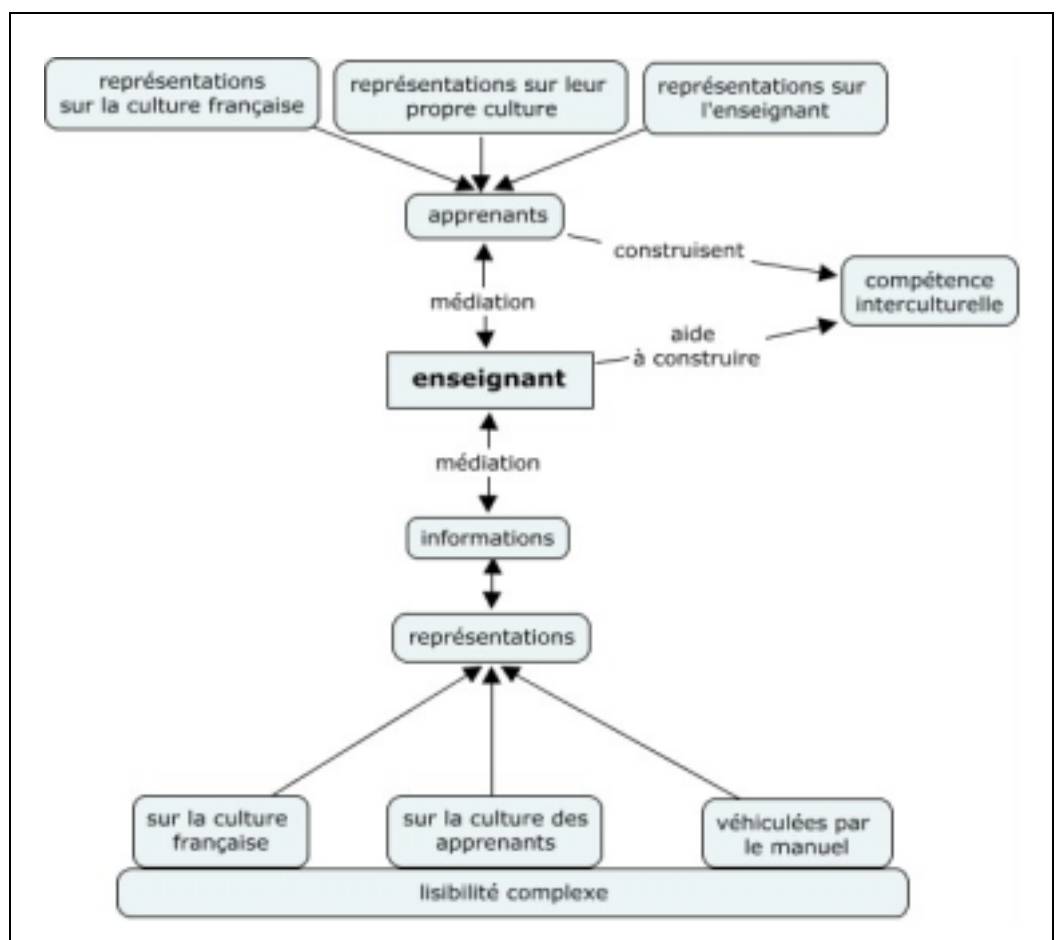 représentations
sur la culture française
représentations sur leur
propre culture
représentations sur
l'enseignant
apprenants
construisent
compétence
interculturelle
médiation
aide
à construire
enseignant
médiation
informations
représentations
sur la culture
française
sur la culture des
apprenants
véhiculées par
le manuel
lisibilité complexe